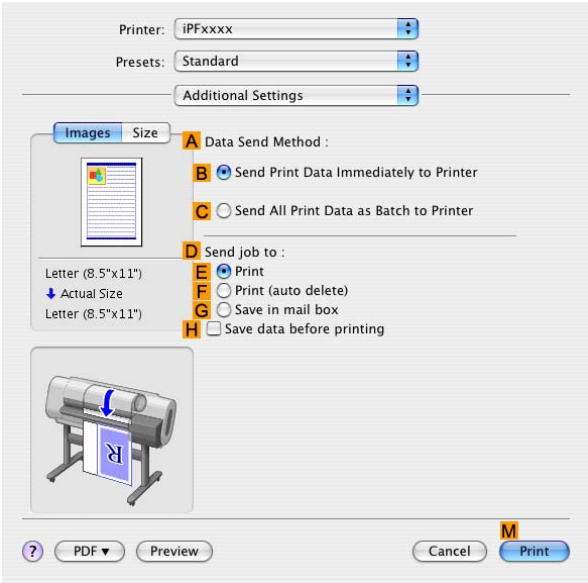 Printer: iPFxxxx
Presets: Standard
Additional Settings
Images Size
A Data Send Method :
B Send Print Data Immediately to Printer
C Send All Print Data as Batch to Printer
D Send job to :
E Print
F Print (auto delete)
G Save in mail box
H Save data before printing
Letter (8.5"x11")
Actual Size
Letter (8.5"x11")
R
M
? PDF Preview Cancel Print